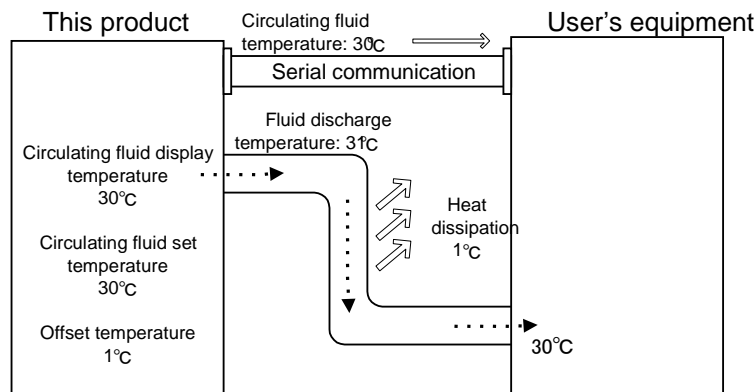 This product
Circulating fluid
temperature: 30℃
User's equipment
Serial communication
Fluid discharge
temperature: 31℃
Circulating fluid display
temperature
30℃
Heat
dissipation
1℃
Circulating fluid set
temperature
30℃
Offset temperature
1℃
30℃